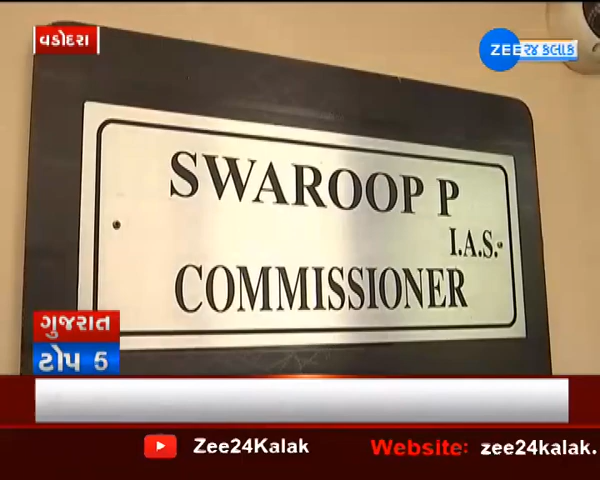 વડોદરા
ZEE ૨૪ કલાક
SWAROOP P
I.A.S.
COMMISSIONER
ગુજરાત
ટોપ 5
Zee24Kalak
Website: zee24kalak.